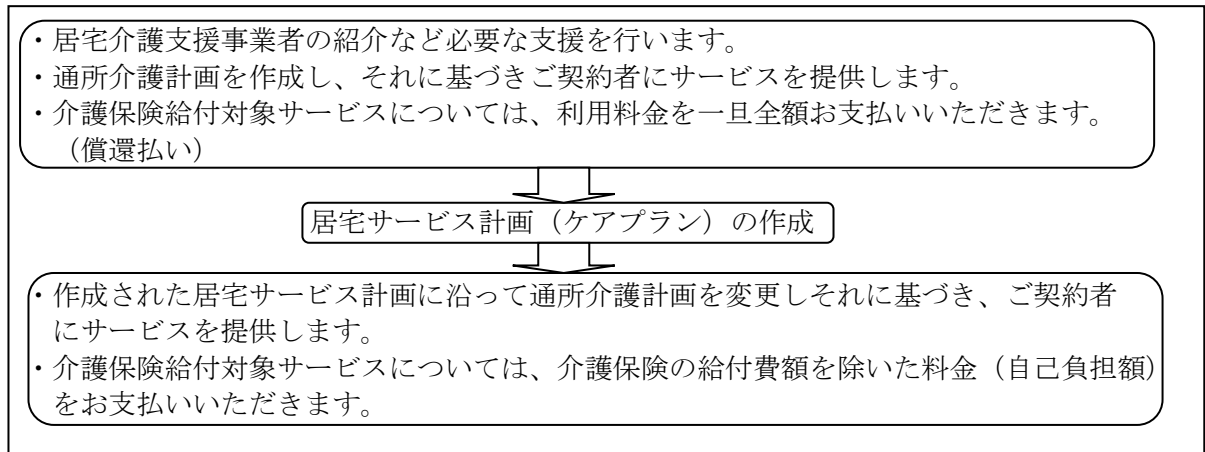 ・居宅介護支援事業者の紹介など必要な支援を行います。
・通所介護計画を作成し、それに基づきご契約者にサービスを提供します。
・介護保険給付対象サービスについては、利用料金を一旦全額お支払いいただきます。
（償還払い）
居宅サービス計画（ケアプラン）の作成
・作成された居宅サービス計画に沿って通所介護計画を変更しそれに基づき、ご契約者
にサービスを提供します。
・介護保険給付対象サービスについては、介護保険の給付費額を除いた料金（自己負担額）
をお支払いいただきます。